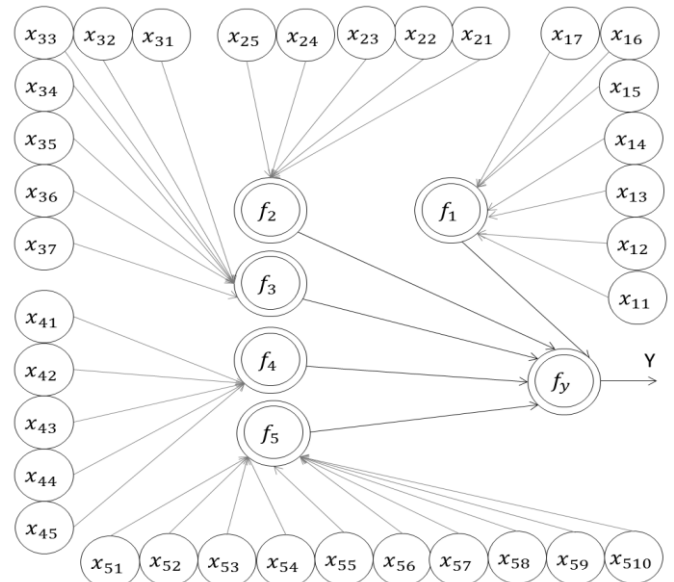 x₃₃ x₃₂ x₃₁ x₂₅ x₂₄ x₂₃ x₂₂ x₂₁ x₁₇ x₁₆
x₃₄ x₁₅
x₃₅ x₁₄
x₃₆ f₂ f₁ x₁₃
x₃₇ x₁₂
f₃ x₁₁
x₄₁
f₄ Y
x₄₂ f_y
x₄₃ f₅
x₄₄
x₄₅
x₅₁ x₅₂ x₅₃ x₅₄ x₅₅ x₅₆ x₅₇ x₅₈ x₅₉ x₅₁₀